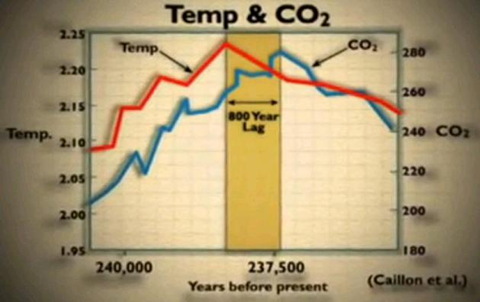 Temp & CO₂
2.25
2.20
2.15
Temp.
2.10
2.05
2.00
1.95
Temp
CO₂
800 Year
Lag
280
260
240
CO₂
220
200
180
240,000
237,500
Years before present
(Caillon et al.)